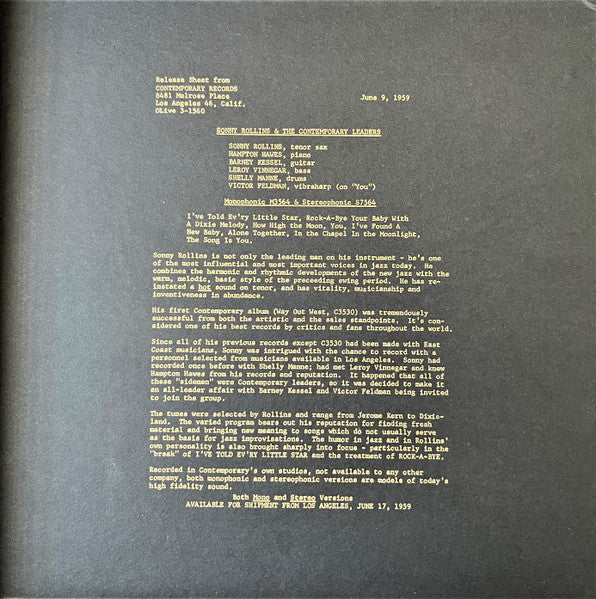 Release Sheet from
CONTEMPORARY RECORDS
8481 Melrose Place
Los Angeles 46, Calif.
OLive 3-1560
June 9, 1959
SONNY ROLLINS & THE CONTEMPORARY LEADERS
SONNY ROLLINS, tenor sax
HAMPTON HAWES, piano
BARNEY KESSEL, guitar
LEROY VINNEGAR, bass
SHELLY MANNE, drums
VICTOR FELDMAN, vibraharp (on "You")
Monophonic M3564 & Stereophonic S7564
I've Told Ev'ry Little Star, Rock-A-Bye Your Baby With
A Dixie Melody, How High the Moon, You, I've Found A
New Baby, Alone Together, In the Chapel In the Moonlight,
The Song Is You.
Sonny Rollins is not only the leading man on his instrument - he's one
of the most influential and most important voices in jazz today. He
combines the harmonic and rhythmic developments of the new jazz with the
warm, melodic, basic style of the preceeding swing period. He has re-
instated a hot sound on tenor, and has vitality, musicianship and
inventiveness in abundance.
His first Contemporary album (Way Out West, C3530) was tremendously
successful from both the artistic and the sales standpoints. It's con-
sidered one of his best records by critics and fans throughout the world.
Since all of his previous records except C3530 had been made with East
Coast musicians, Sonny was intrigued with the chance to record with a
personnel selected from musicians available in Los Angeles. Sonny had
recorded once before with Shelly Manne; had met Leroy Vinnegar and knew
Hampton Hawes from his records and reputation. It happened that all of
these "sidemen" were Contemporary leaders, so it was decided to make it
an all-leader affair with Barney Kessel and Victor Feldman being invited
to join the group.
The tunes were selected by Rollins and range from Jerome Kern to Dixie-
land. The varied program bears out his reputation for finding fresh
material and bringing new meaning to songs which do not usually serve
as the basis for jazz improvisations. The humor in jazz and in Rollins'
own personality is also brought sharply into focus - particularly in the
"break" of I'VE TOLD EV'RY LITTLE STAR and the treatment of ROCK-A-BYE.
Recorded in Contemporary's own studios, not available to any other
company, both monophonic and stereophonic versions are models of today's
high fidelity sound.
Both Mono and Stereo Versions
AVAILABLE FOR SHIPMENT FROM LOS ANGELES, JUNE 17, 1959